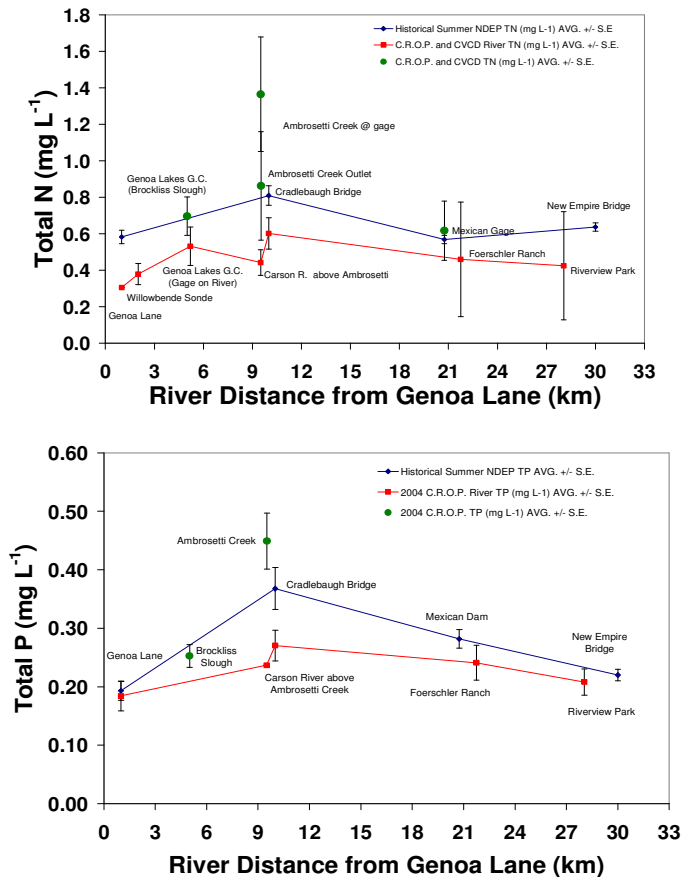 1.8
1.6
1.4
1.2
1.0
0.8
0.6
0.4
0.2
0.0
Total N (mg L-1)
Historical Summer NDEP TN (mg L-1) AVG. +/- S.E
C.R.O.P. and CVCD River TN (mg L-1) AVG. +/- S.E.
C.R.O.P. and CVCD TN (mg L-1) AVG. +/- S.E.
Ambrosetti Creek @ gage
Genoa Lakes G.C.
(Brockliss Slough)
Ambrosetti Creek Outlet
Cradlebaugh Bridge
New Empire Bridge
Mexican Gage
Foerschler Ranch
Riverview Park
Genoa Lakes G.C.
(Gage on River)
Carson R. above Ambrosetti
Willowbende Sonde
Genoa Lane
0 3 6 9 12 15 18 21 24 27 30 33
River Distance from Genoa Lane (km)
0.60
0.50
0.40
0.30
0.20
0.10
0.00
Total P (mg L-1)
Historical Summer NDEP TP AVG. +/- S.E.
2004 C.R.O.P. River TP (mg L-1) AVG. +/- S.E.
2004 C.R.O.P. TP (mg L-1) AVG. +/- S.E.
Ambrosetti Creek
Cradlebaugh Bridge
Mexican Dam
New Empire
Bridge
Genoa Lane
Brockliss
Slough
Carson River above
Ambrosetti Creek
Foerschler Ranch
Riverview Park
0 3 6 9 12 15 18 21 24 27 30
River Distance from Genoa Lane (km)